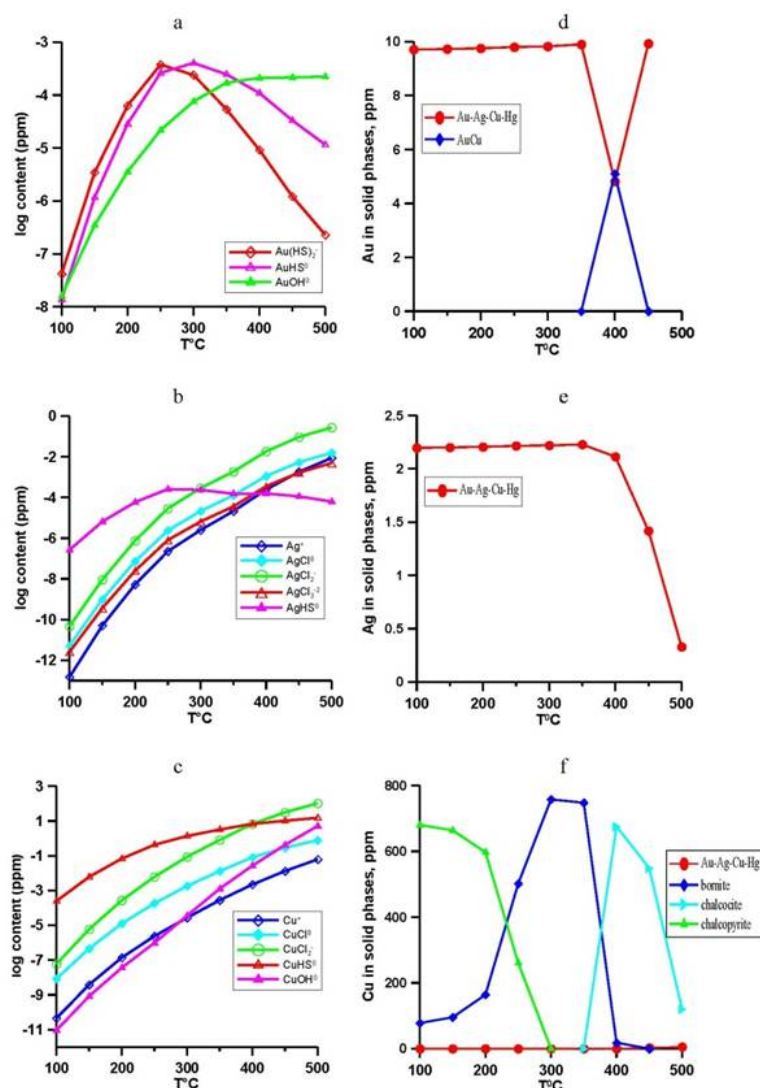 a
-3
-4
-5
-6
-7
-8
log content (ppm)
100 200 300 400 500
T°C
Au(HS)₂⁻
AuHS⁰
AuOH⁰
d
10
8
6
4
2
0
Au in solid phases, ppm
100 200 300 400 500
T⁰C
Au-Ag-Cu-Hg
AuCu
b
0
-2
-4
-6
-8
-10
-12
log content (ppm)
100 200 300 400 500
T°C
Ag⁺
AgCl⁰
AgCl₂⁻
AgCl₃⁻²
AgHS⁰
e
2.5
2
1.5
1
0.5
0
Ag in solid phases, ppm
100 200 300 400 500
T⁰C
Au-Ag-Cu-Hg
c
3
1
-1
-3
-5
-7
-9
-11
log content (ppm)
100 200 300 400 500
T°C
Cu⁺
CuCl⁰
CuCl₂⁻
CuHS⁰
CuOH⁰
f
800
600
400
200
0
Cu in solid phases, ppm
100 200 300 400 500
T⁰C
Au-Ag-Cu-Hg
bornite
chalcocite
chalcopyrite